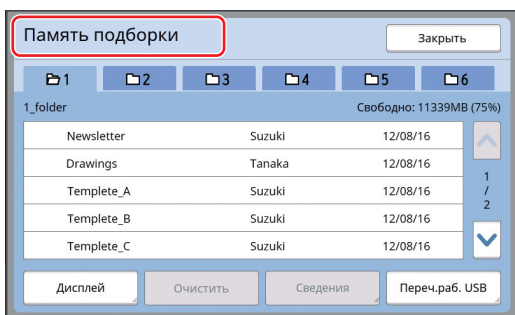 Память подборки
Закрыть
1 2 3 4 5 6
1_folder Свободно: 11339MB (75%)
Newsletter Suzuki 12/08/16
Drawings Tanaka 12/08/16
Templete_A Suzuki 12/08/16
Templete_B Suzuki 12/08/16
Templete_C Suzuki 12/08/16
1
/
2
Дисплей Очистить Сведения Переч.раб. USB